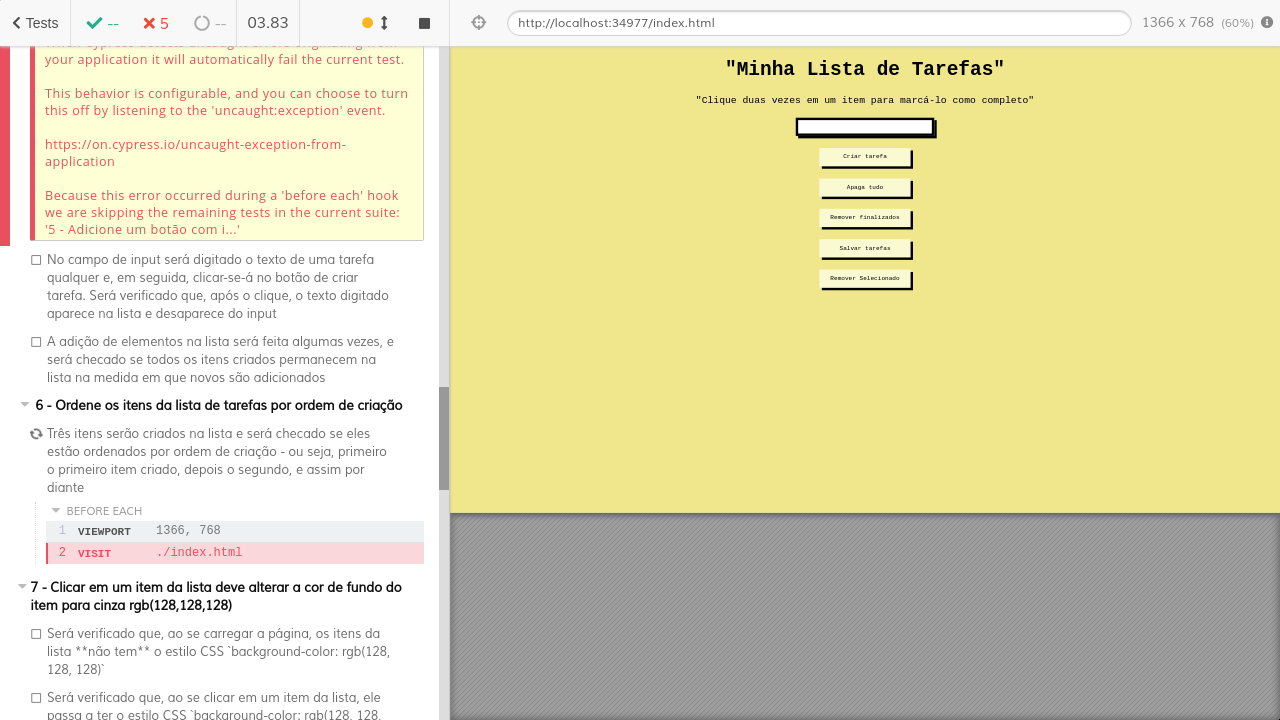 Tests
--
5
--
03.83
http://localhost:34977/index.html
1366 x 768 (60%)
your application it will automatically fail the current test.
This behavior is configurable, and you can choose to turn
this off by listening to the 'uncaught:exception' event.
https://on.cypress.io/uncaught-exception-from-
application
Because this error occurred during a 'before each' hook
we are skipping the remaining tests in the current suite:
'5 - Adicione um botão com i...'
No campo de input será digitado o texto de uma tarefa
qualquer e, em seguida, clicar-se-á no botão de criar
tarefa. Será verificado que, após o clique, o texto digitado
aparece na lista e desaparece do input
A adição de elementos na lista será feita algumas vezes, e
será checado se todos os itens criados permanecem na
lista na medida em que novos são adicionados
6 - Ordene os itens da lista de tarefas por ordem de criação
Três itens serão criados na lista e será checado se eles
estão ordenados por ordem de criação - ou seja, primeiro
o primeiro item criado, depois o segundo, e assim por
diante
BEFORE EACH
1 VIEWPORT 1366, 768
2 VISIT ./index.html
7 - Clicar em um item da lista deve alterar a cor de fundo do
item para cinza rgb(128,128,128)
Será verificado que, ao se carregar a página, os itens da
lista **não tem** o estilo CSS `background-color: rgb(128,
128, 128)`
Será verificado que, ao se clicar em um item da lista, ele
passa a ter o estilo CSS `background-color: rgb(128, 128,
"Minha Lista de Tarefas"
"Clique duas vezes em um item para marcá-lo como completo"
Criar tarefa
Apaga tudo
Remover finalizados
Salvar tarefas
Remover Selecionado